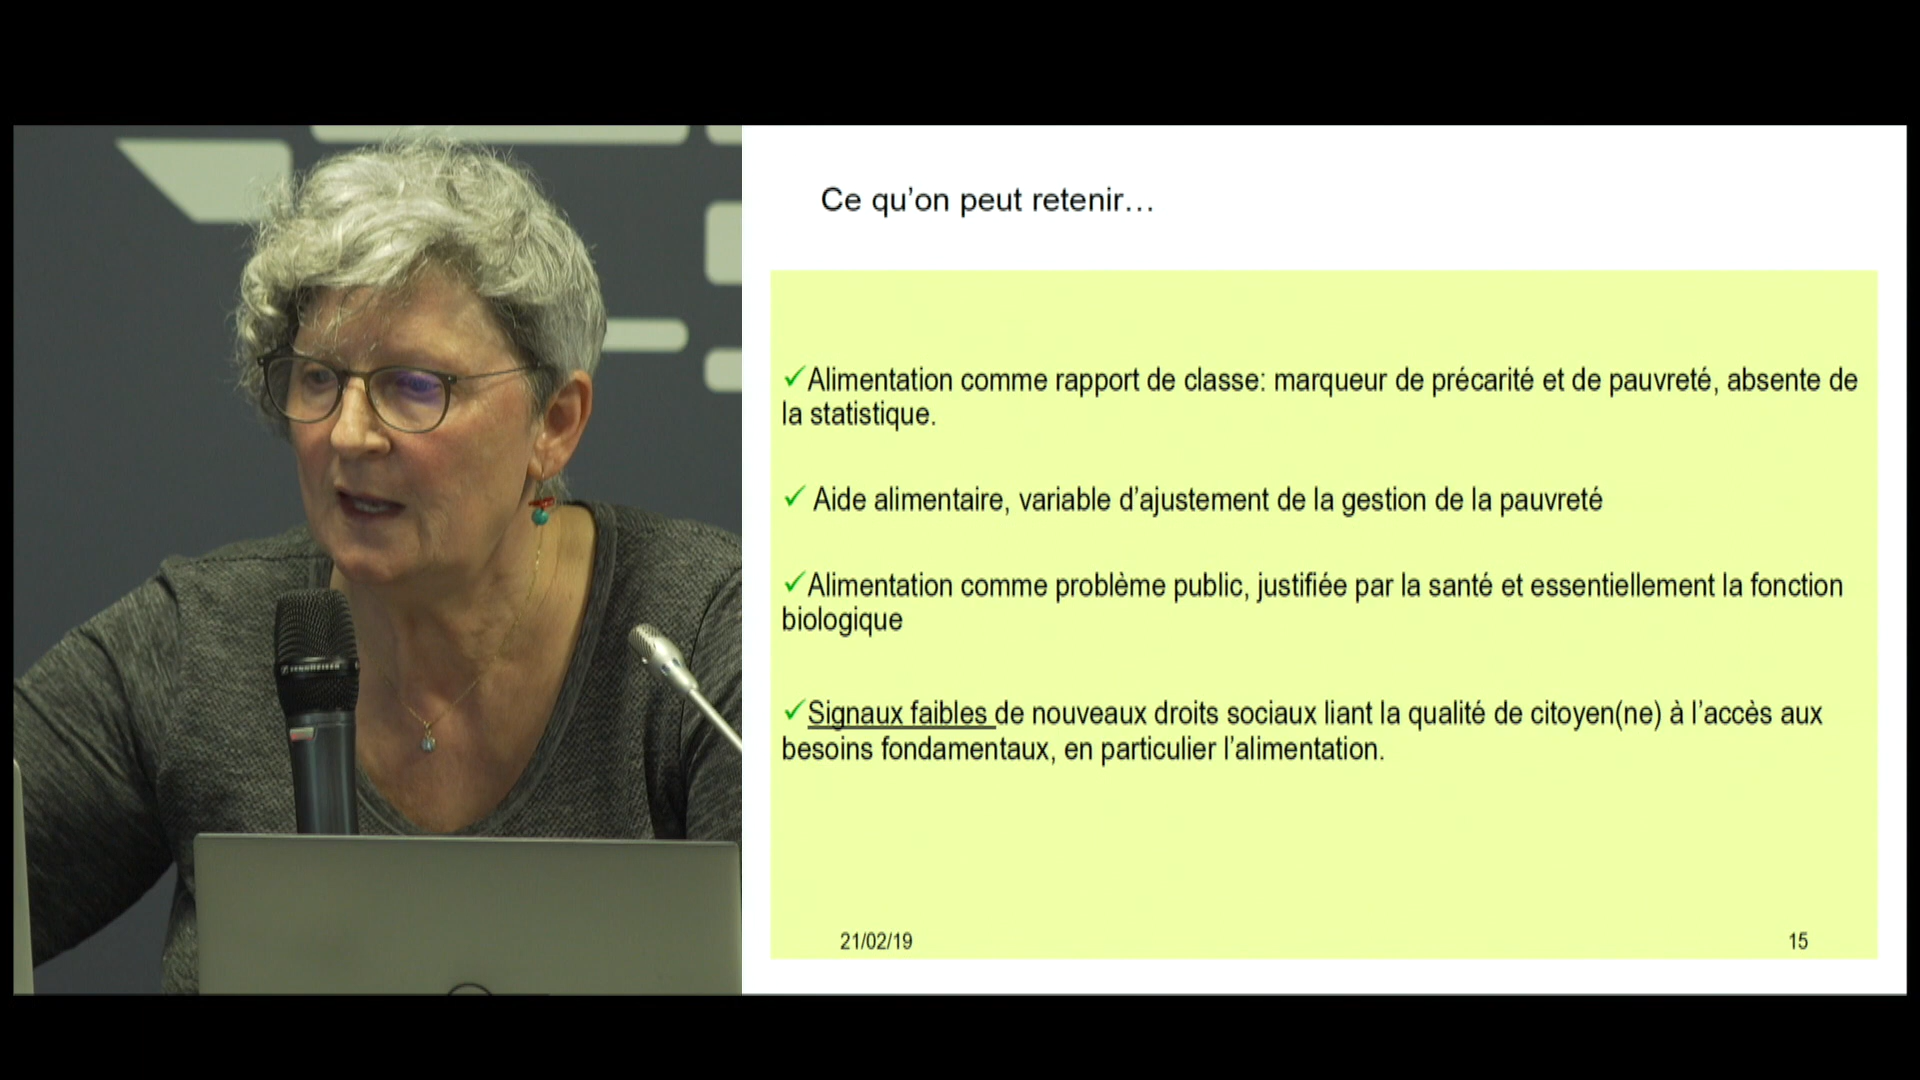 Ce qu’on peut retenir…
✓Alimentation comme rapport de classe: marqueur de précarité et de pauvreté, absente de
la statistique.
✓ Aide alimentaire, variable d’ajustement de la gestion de la pauvreté
✓Alimentation comme problème public, justifiée par la santé et essentiellement la fonction
biologique
✓Signaux faibles de nouveaux droits sociaux liant la qualité de citoyen(ne) à l’accès aux
besoins fondamentaux, en particulier l’alimentation.
21/02/19
15
SENNHEISER